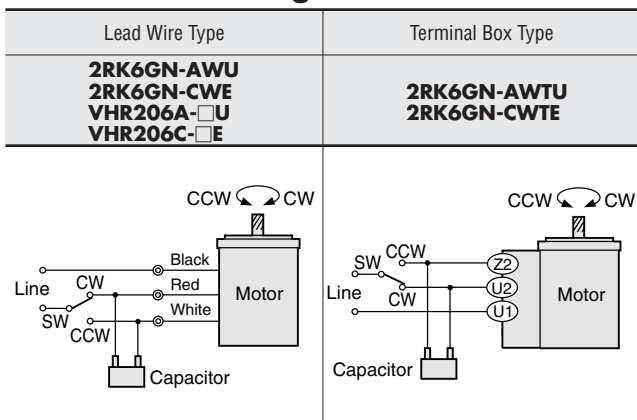 g
Lead Wire Type
Terminal Box Type
2RK6GN-AWU
2RK6GN-CWE
VHR206A-□U
VHR206C-□E
2RK6GN-AWTU
2RK6GN-CWTE
CCW CW
Black
Line CW Red
White
SW
CCW
Motor
Capacitor
CCW CW
SW CCW
Z2
Line
U2
CW
U1
Motor
Capacitor